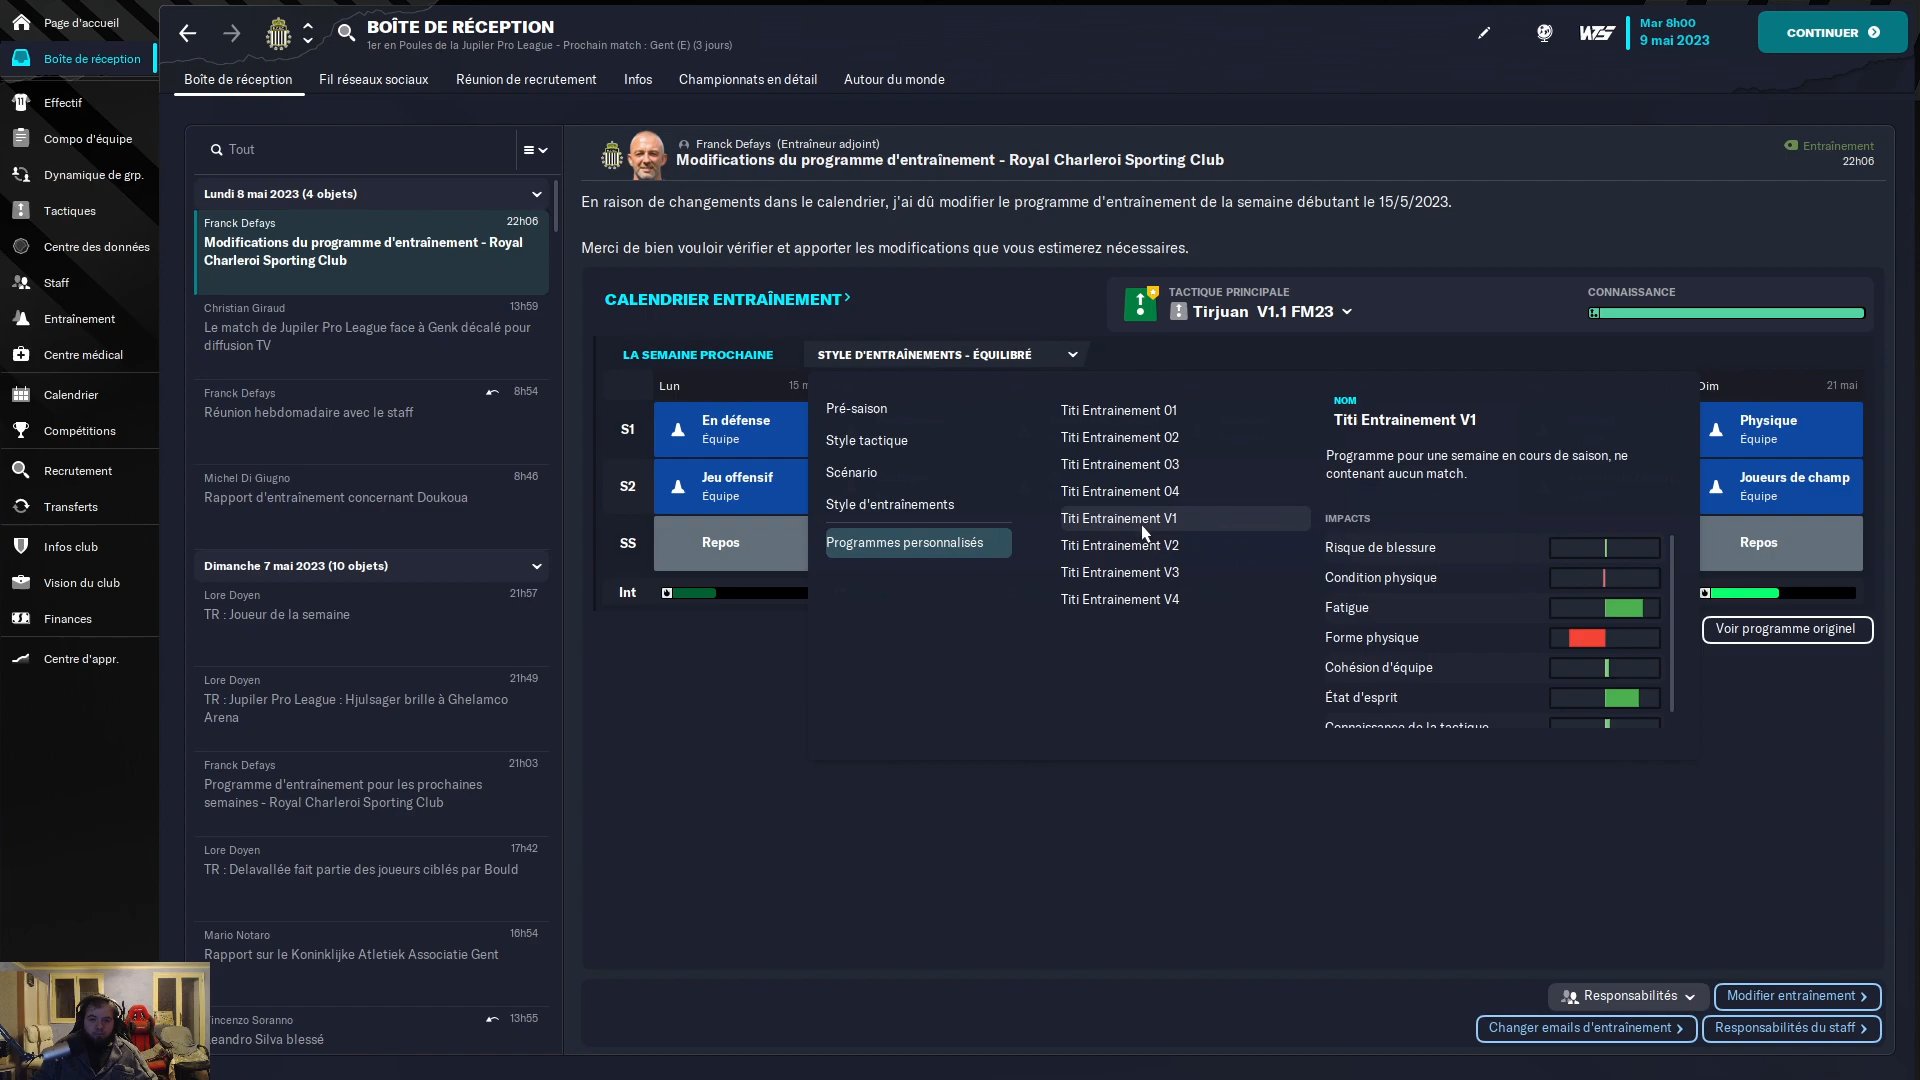 Page d'accueil
Boîte de réception
Effectif
Compo d'équipe
Dynamique de grp.
Tactiques
Centre des données
Staff
Entraînement
Centre médical
Calendrier
Compétitions
Recrutement
Transferts
Infos club
Vision du club
Finances
Centre d'appr.
BOÎTE DE RÉCEPTION
1er en Poules de la Jupiler Pro League - Prochain match : Gent (E) (3 jours)
Mar 8h00
9 mai 2023
CONTINUER
Boîte de réception Fil réseaux sociaux Réunion de recrutement Infos Championnats en détail Autour du monde
Tout
Lundi 8 mai 2023 (4 objets)
Franck Defays 22h06
Modifications du programme d'entraînement - Royal
Charleroi Sporting Club
Christian Giraud 13h59
Le match de Jupiler Pro League face à Genk décalé pour
diffusion TV
Franck Defays 8h54
Réunion hebdomadaire avec le staff
Michel Di Giugno 8h46
Rapport d'entraînement concernant Doukoua
Dimanche 7 mai 2023 (10 objets)
Lore Doyen 21h57
TR : Joueur de la semaine
Lore Doyen 21h49
TR : Jupiler Pro League : Hjulsager brille à Ghelamco
Arena
Franck Defays 21h03
Programme d'entraînement pour les prochaines
semaines - Royal Charleroi Sporting Club
Lore Doyen 17h42
TR : Delavallée fait partie des joueurs ciblés par Bould
Mario Notaro 16h54
Rapport sur le Koninklijke Atletiek Associatie Gent
incenzo Soranno 13h55
eandro Silva blessé
Franck Defays (Entraîneur adjoint)
Modifications du programme d'entraînement - Royal Charleroi Sporting Club
Entraînement
22h06
En raison de changements dans le calendrier, j'ai dû modifier le programme d'entraînement de la semaine débutant le 15/5/2023.
Merci de bien vouloir vérifier et apporter les modifications que vous estimerez nécessaires.
CALENDRIER ENTRAÎNEMENT
TACTIQUE PRINCIPALE
Tirjuan V1.1 FM23
CONNAISSANCE
LA SEMAINE PROCHAINE
STYLE D'ENTRAÎNEMENTS - ÉQUILIBRÉ
Lun 15 m
S1
En défense
Équipe
S2
Jeu offensif
Équipe
SS
Repos
Int
Pré-saison
Style tactique
Scénario
Style d'entraînements
Programmes personnalisés
Titi Entrainement 01
Titi Entrainement 02
Titi Entrainement 03
Titi Entrainement 04
Titi Entrainement V1
Titi Entrainement V2
Titi Entrainement V3
Titi Entrainement V4
NOM
Titi Entrainement V1
Programme pour une semaine en cours de saison, ne
contenant aucun match.
IMPACTS
Risque de blessure
Condition physique
Fatigue
Forme physique
Cohésion d'équipe
État d'esprit
Connaissance de la tactique
Dim 21 mai
Physique
Équipe
Joueurs de champ
Équipe
Repos
Voir programme originel
Responsabilités
Modifier entraînement
Changer emails d'entraînement
Responsabilités du staff